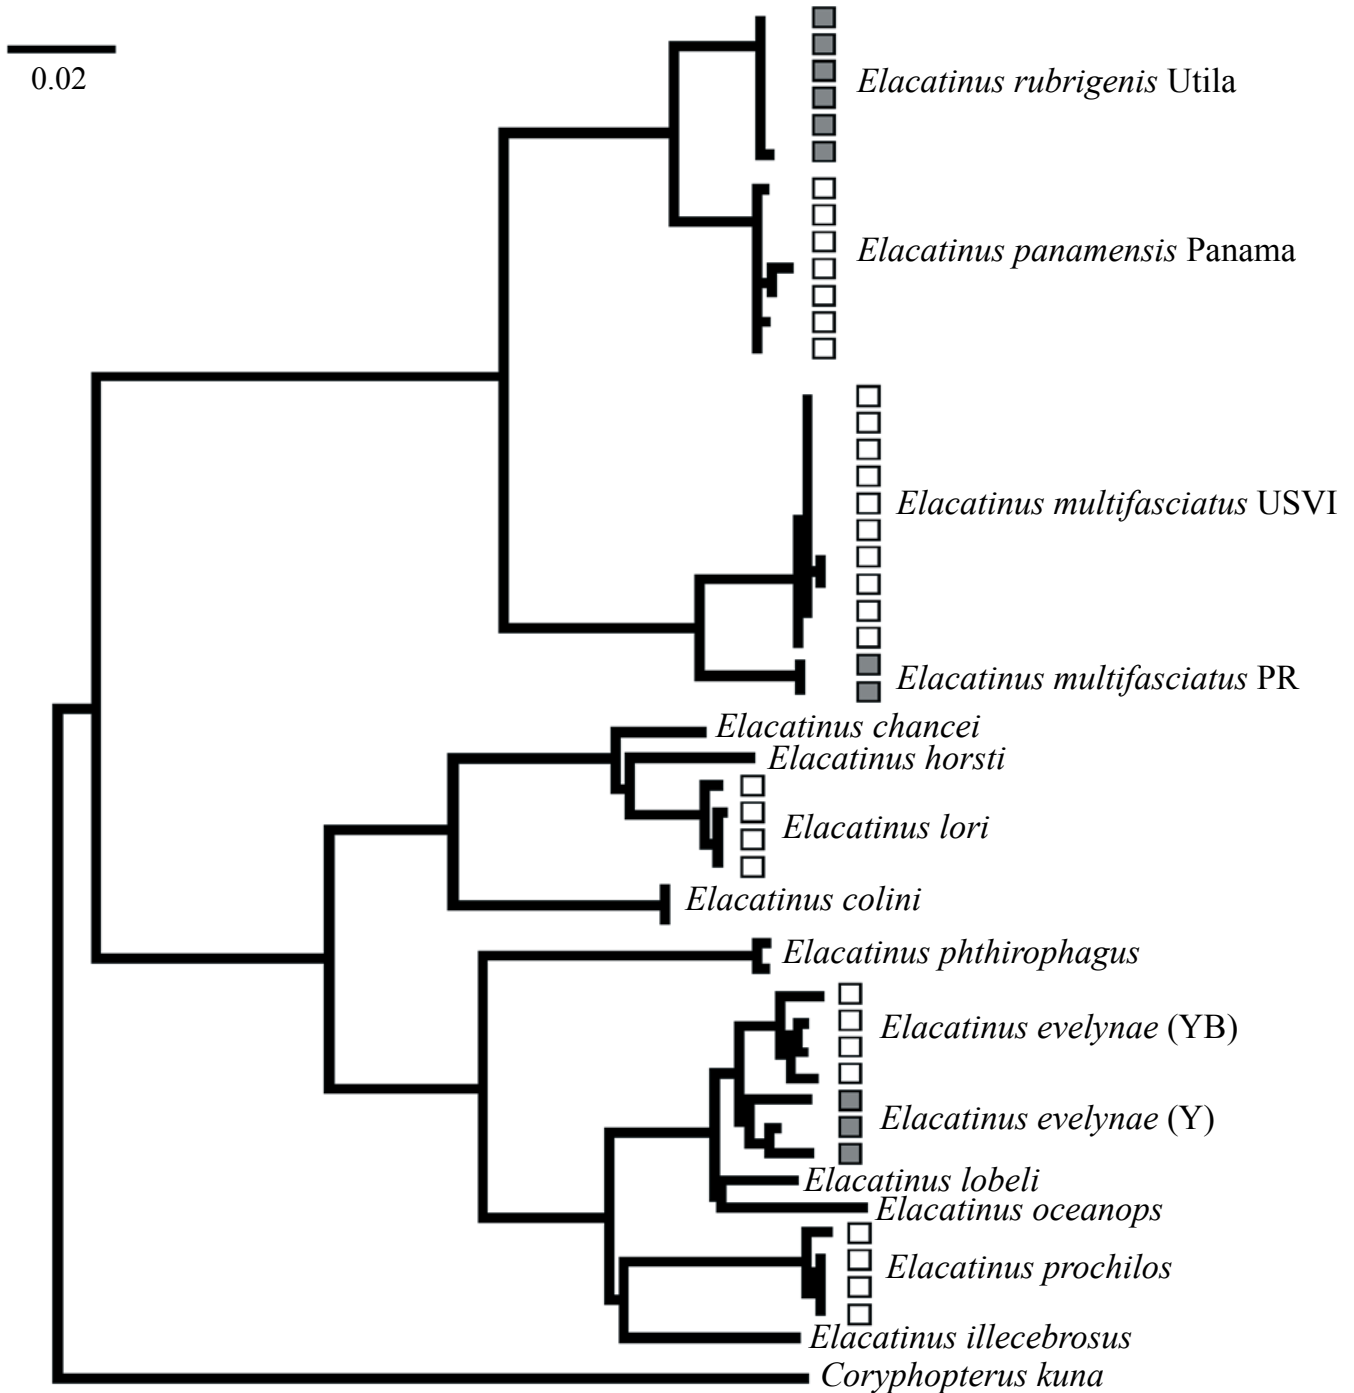 0.02
Elacatinus rubrigenis Utila
Elacatinus panamensis Panama
Elacatinus multifasciatus USVI
Elacatinus multifasciatus PR
Elacatinus chancei
Elacatinus horsti
Elacatinus lori
Elacatinus colini
Elacatinus phthirophagus
Elacatinus evelynae (YB)
Elacatinus evelynae (Y)
Elacatinus lobeli
Elacatinus oceanops
Elacatinus prochilos
Elacatinus illecebrosus
Coryphopterus kuna